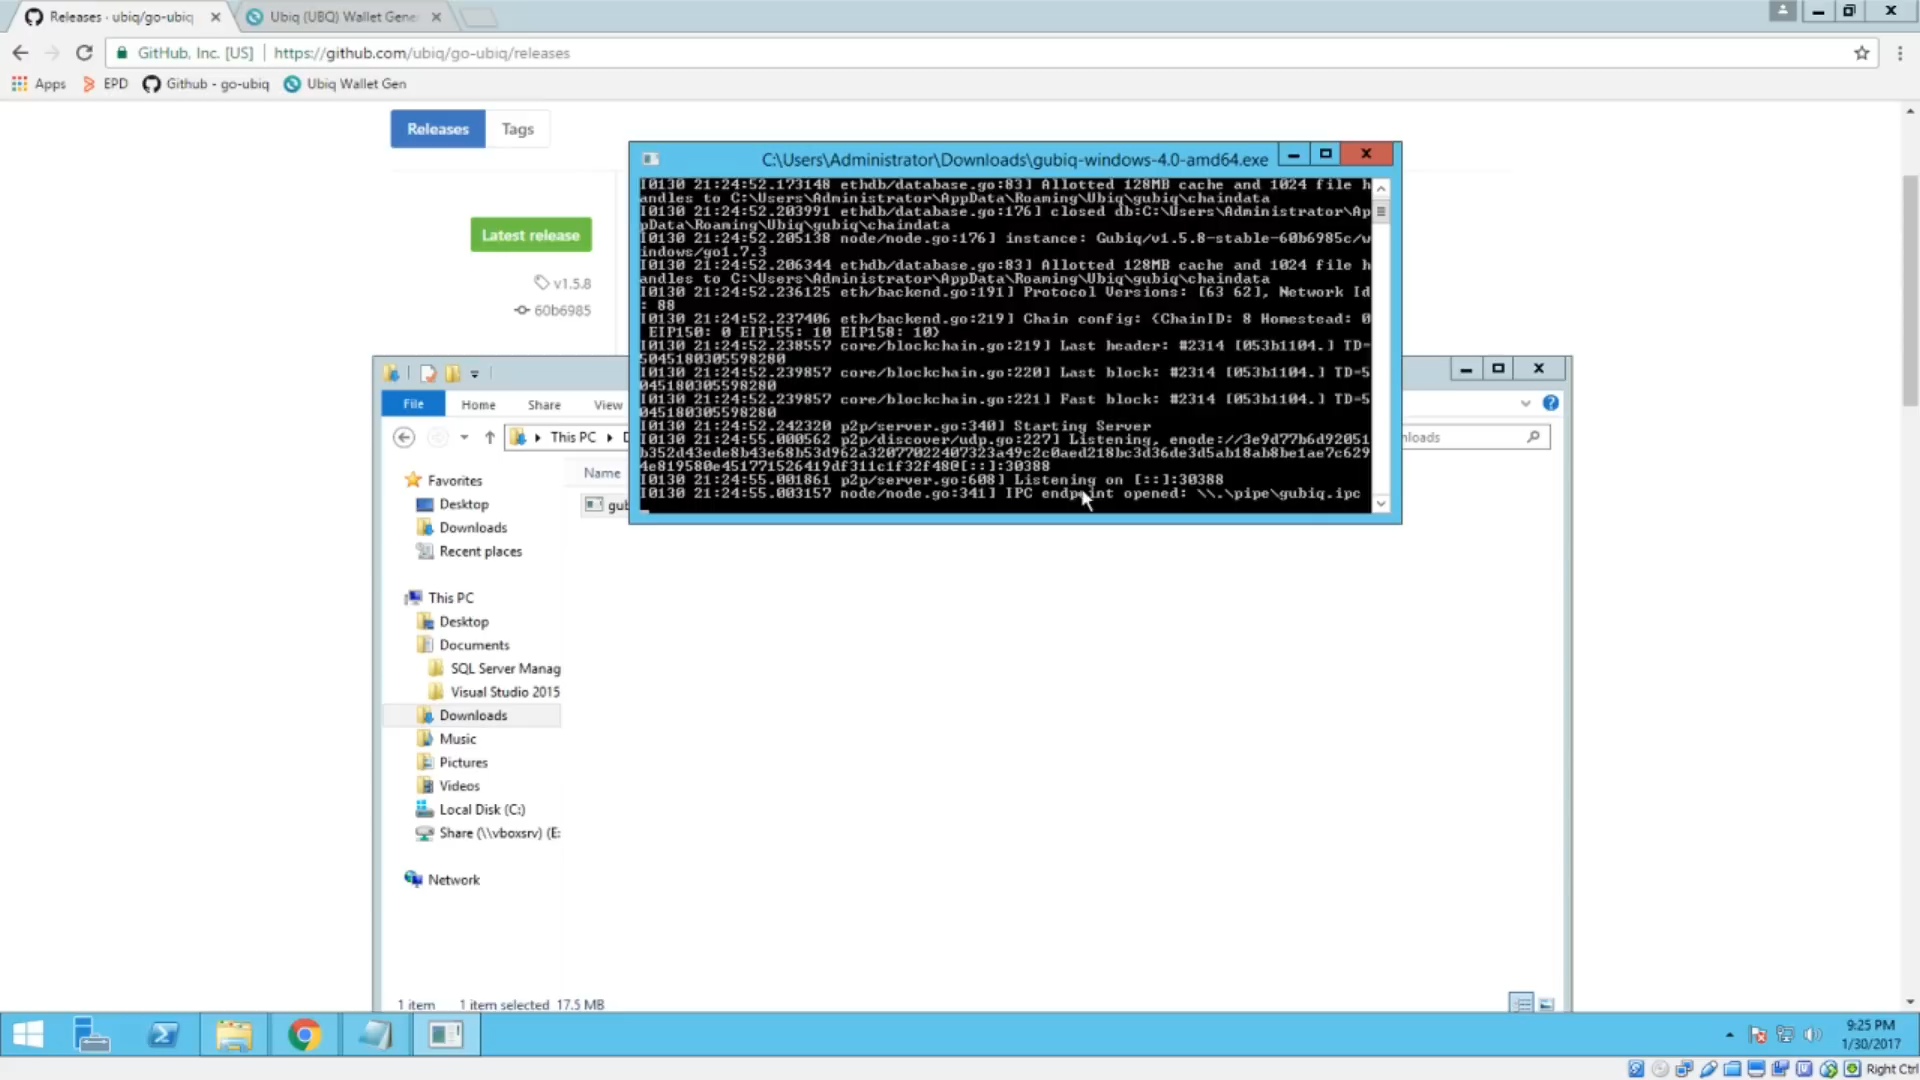 Releases · ubiq/go-ubiq
Ubiq (UBQ) Wallet Gene
GitHub, Inc. [US]
https://github.com/ubiq/go-ubiq/releases
Apps
EPD
Github - go-ubiq
Ubiq Wallet Gen
Releases
Tags
Latest release
v1.5.8
60b6985
C:\Users\Administrator\Downloads\gubiq-windows-4.0-amd64.exe
I0130 21:24:52.173148 ethdb/database.go:83] Allotted 128MB cache and 1024 file h
andles to C:\Users\Administrator\AppData\Roaming\Ubiq\gubiq\chaindata
I0130 21:24:52.203991 ethdb/database.go:176] closed db:C:\Users\Administrator\Ap
pData\Roaming\Ubiq\gubiq\chaindata
I0130 21:24:52.205138 node/node.go:176] instance: Gubiq/v1.5.8-stable-60b6985c/w
indows/go1.7.3
I0130 21:24:52.206344 ethdb/database.go:83] Allotted 128MB cache and 1024 file h
andles to C:\Users\Administrator\AppData\Roaming\Ubiq\gubiq\chaindata
I0130 21:24:52.236125 eth/backend.go:191] Protocol Versions: [63 62], Network Id
: 88
I0130 21:24:52.237406 eth/backend.go:219] Chain config: {ChainID: 8 Homestead: 0
EIP150: 0 EIP155: 10 EIP158: 10}
I0130 21:24:52.238557 core/blockchain.go:219] Last header: #2314 [053b1104.] TD=
5045180305598280
I0130 21:24:52.239857 core/blockchain.go:220] Last block: #2314 [053b1104.] TD=5
045180305598280
I0130 21:24:52.239857 core/blockchain.go:221] Fast block: #2314 [053b1104.] TD=5
045180305598280
I0130 21:24:52.242320 p2p/server.go:340] Starting Server
I0130 21:24:55.000562 p2p/discover/udp.go:227] Listening, enode://3e9d77b6d92051
b352d43ede8b43e68b53d962a32077022407323a49c2c0aed218bc3d36de3d5ab18ab8be1ae7c629
4e819580e451771526419df311c1f32f48@[::]:30388
I0130 21:24:55.001861 p2p/server.go:608] Listening on [::]:30388
I0130 21:24:55.003157 node/node.go:341] IPC endpoint opened: \\.\pipe\gubiq.ipc
File
Home
Share
View
This PC
nloads
Name
gub
Favorites
Desktop
Downloads
Recent places
This PC
Desktop
Documents
SQL Server Manag
Visual Studio 2015
Downloads
Music
Pictures
Videos
Local Disk (C:)
Share (\\vboxsrv) (E:
Network
1 item
1 item selected 17.5 MB
9:25 PM
1/30/2017
Right Ctrl